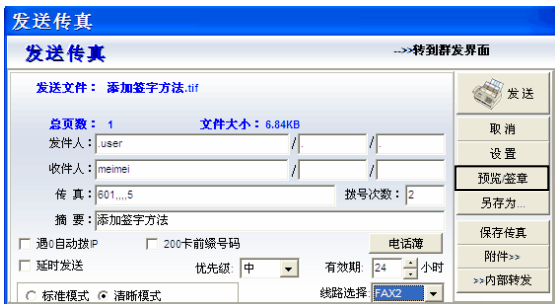 发送传真
发送传真 -->>转到群发界面
发送文件： 添加签字方法.tif
总页数： 1 文件大小：6.84KB
发件人： .user / . / .
收件人： meimei / /
传 真： 601,,,,5 拨号次数： 2
摘 要： 添加签字方法
遇0自动拨IP 200卡前缀号码 电话薄
延时发送 优先级: 中 有效期: 24 小时
标准模式 清晰模式 线路选择: FAX2
发送
取消
设置
预览/签章
另存为...
保存传真
附件>>
>>内部转发